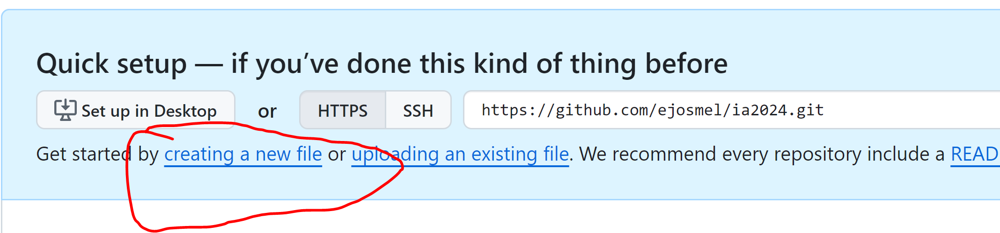 Quick setup — if you’ve done this kind of thing before
Set up in Desktop or HTTPS SSH https://github.com/ejosmel/ia2024.git
Get started by creating a new file or uploading an existing file. We recommend every repository include a READ